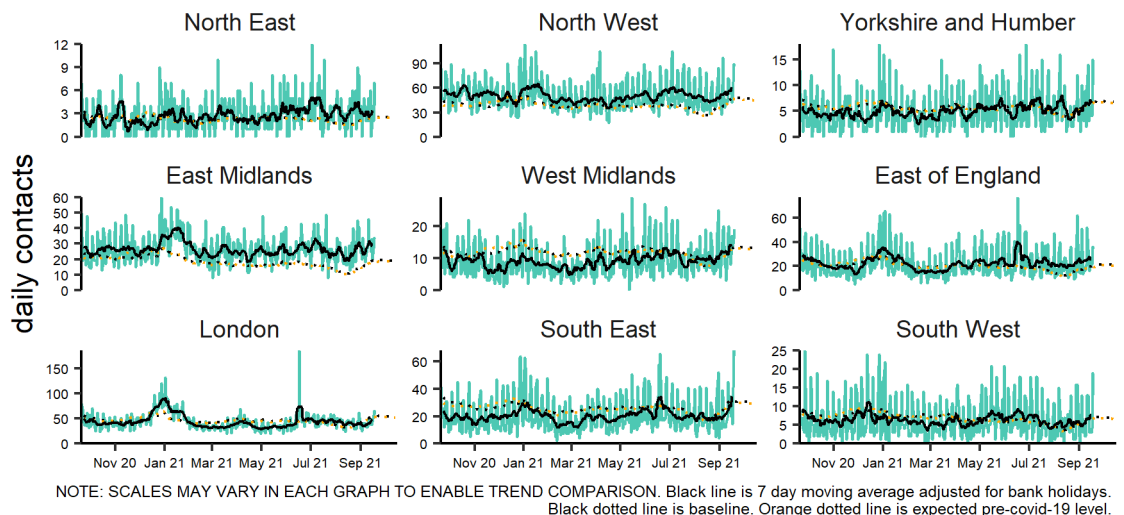 North East
North West
Yorkshire and Humber
12
9
6
3
0
90
60
30
0
15
10
5
0
daily contacts
East Midlands
West Midlands
East of England
60
50
40
30
20
10
0
20
10
0
60
40
20
0
London
South East
South West
150
100
50
0
60
40
20
0
25
20
15
10
5
0
Nov 20 Jan 21 Mar 21 May 21 Jul 21 Sep 21
Nov 20 Jan 21 Mar 21 May 21 Jul 21 Sep 21
Nov 20 Jan 21 Mar 21 May 21 Jul 21 Sep 21
NOTE: SCALES MAY VARY IN EACH GRAPH TO ENABLE TREND COMPARISON. Black line is 7 day moving average adjusted for bank holidays.
Black dotted line is baseline. Orange dotted line is expected pre-covid-19 level.